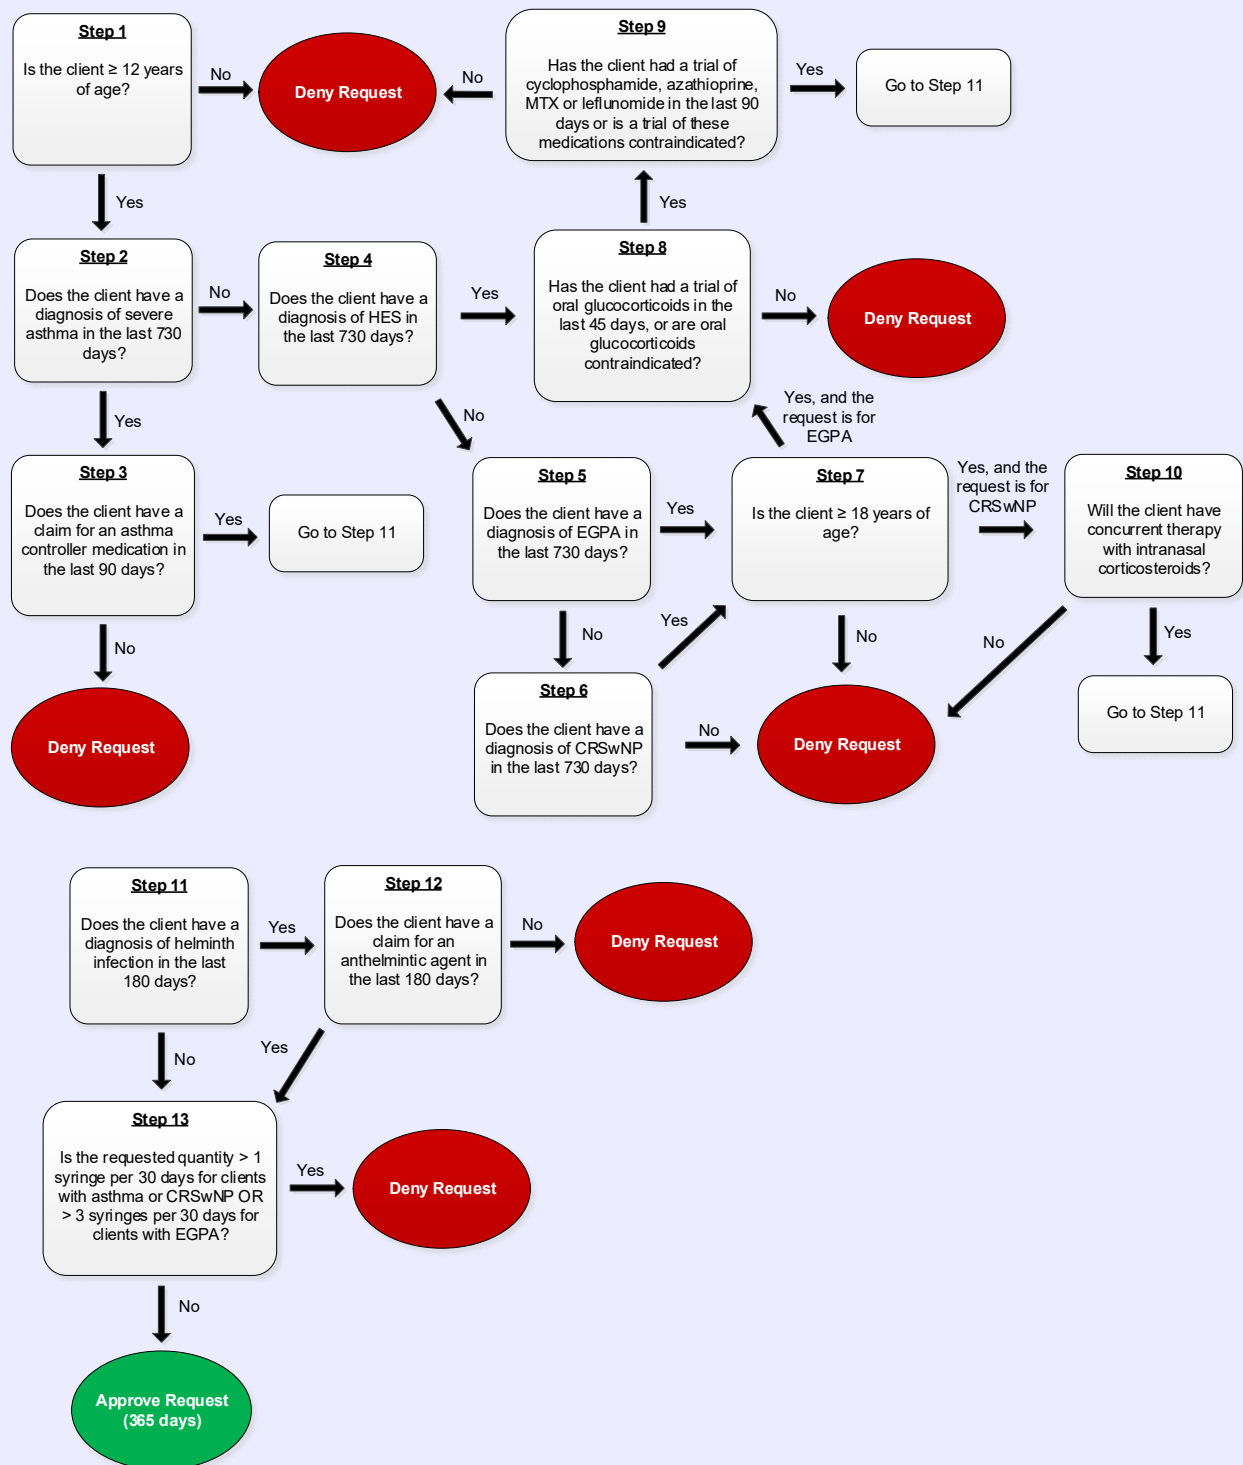 Step 1
Is the client ≥ 12 years
of age?
No
Deny Request
No
Step 9
Has the client had a trial of
cyclophosphamide, azathioprine,
MTX or leflunomide in the last 90
days or is a trial of these
medications contraindicated?
Yes
Go to Step 11
Yes
Yes
Step 2
Does the client have a
diagnosis of severe
asthma in the last 730
days?
No
Step 4
Does the client have a
diagnosis of HES in
the last 730 days?
Yes
Step 8
Has the client had a trial
of oral glucocorticoids in
the last 45 days, or are oral
glucocorticoids
contraindicated?
No
Deny Request
Yes
No
Yes, and the
request is for
EGPA
Step 3
Does the client have a
claim for an asthma
controller medication in
the last 90 days?
Yes
Go to Step 11
Step 5
Does the client have a
diagnosis of EGPA in
the last 730 days?
Yes
Step 7
Is the client ≥ 18 years of
age?
Yes, and the
request is for
CRSwNP
Step 10
Will the client have
concurrent therapy
with intranasal
corticosteroids?
No
No
Yes
No
No
Yes
Deny Request
Step 6
Does the client have a
diagnosis of CRSwNP
in the last 730 days?
No
Deny Request
Go to Step 11
Step 11
Does the client have a
diagnosis of helminth
infection in the last
180 days?
Yes
Step 12
Does the client have a
claim for an
anthelmintic agent in
the last 180 days?
No
Deny Request
No
Yes
Step 13
Is the requested quantity > 1
syringe per 30 days for clients
with asthma or CRSwNP OR
> 3 syringes per 30 days for
clients with EGPA?
Yes
Deny Request
No
Approve Request
(365 days)